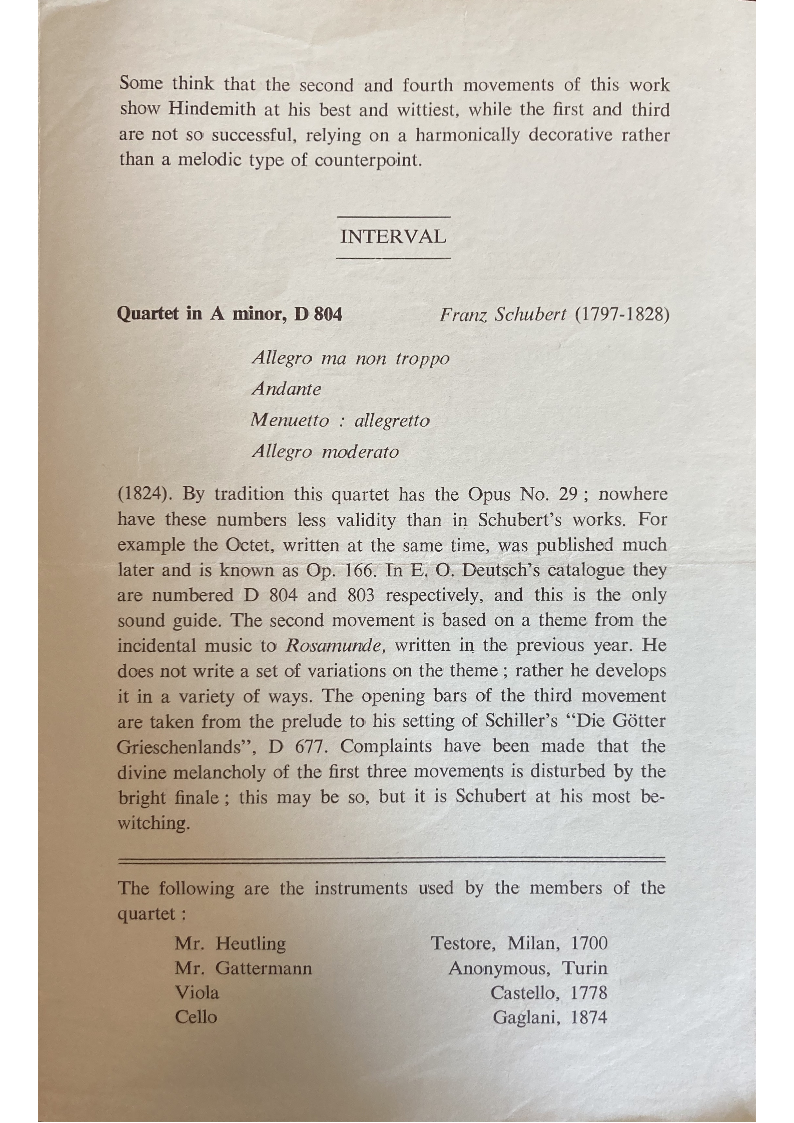 Some think that the second and fourth movements of this work
show Hindemith at his best and wittiest, while the first and third
are not so successful, relying on a harmonically decorative rather
than a melodic type of counterpoint.
INTERVAL
Quartet in A minor, D 804 Franz Schubert (1797-1828)
Allegro ma non troppo
Andante
Menuetto : allegretto
Allegro moderato
(1824). By tradition this quartet has the Opus No. 29 ; nowhere
have these numbers less validity than in Schubert's works. For
example the Octet, written at the same time, was published much
later and is known as Op. 166. In E. O. Deutsch's catalogue they
are numbered D 804 and 803 respectively, and this is the only
sound guide. The second movement is based on a theme from the
incidental music to Rosamunde, written in the previous year. He
does not write a set of variations on the theme ; rather he develops
it in a variety of ways. The opening bars of the third movement
are taken from the prelude to his setting of Schiller's "Die Götter
Grieschenlands", D 677. Complaints have been made that the
divine melancholy of the first three movements is disturbed by the
bright finale ; this may be so, but it is Schubert at his most be-
witching.
The following are the instruments used by the members of the
quartet :
Mr. Heutling Testore, Milan, 1700
Mr. Gattermann Anonymous, Turin
Viola Castello, 1778
Cello Gaglani, 1874